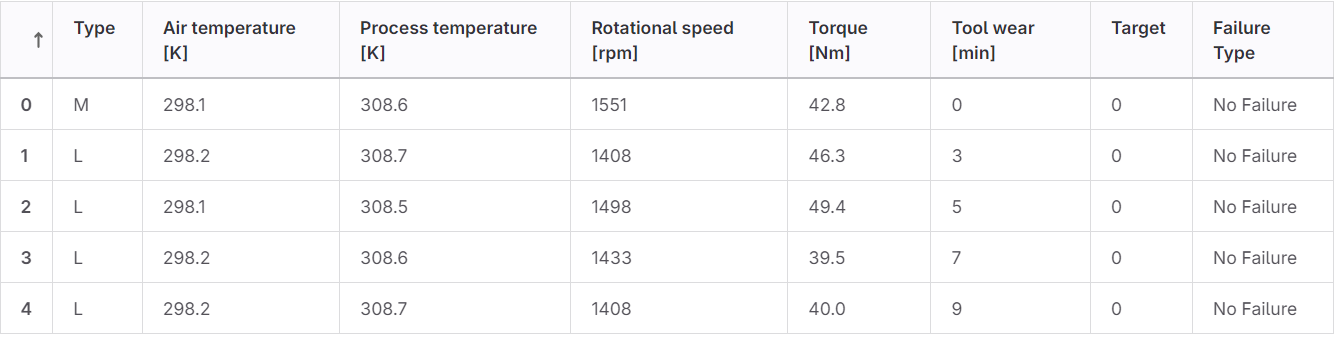 ↑ Type Air temperature [K] Process temperature [K] Rotational speed [rpm] Torque [Nm] Tool wear [min] Target Failure Type
0 M 298.1 308.6 1551 42.8 0 0 No Failure
1 L 298.2 308.7 1408 46.3 3 0 No Failure
2 L 298.1 308.5 1498 49.4 5 0 No Failure
3 L 298.2 308.6 1433 39.5 7 0 No Failure
4 L 298.2 308.7 1408 40.0 9 0 No Failure